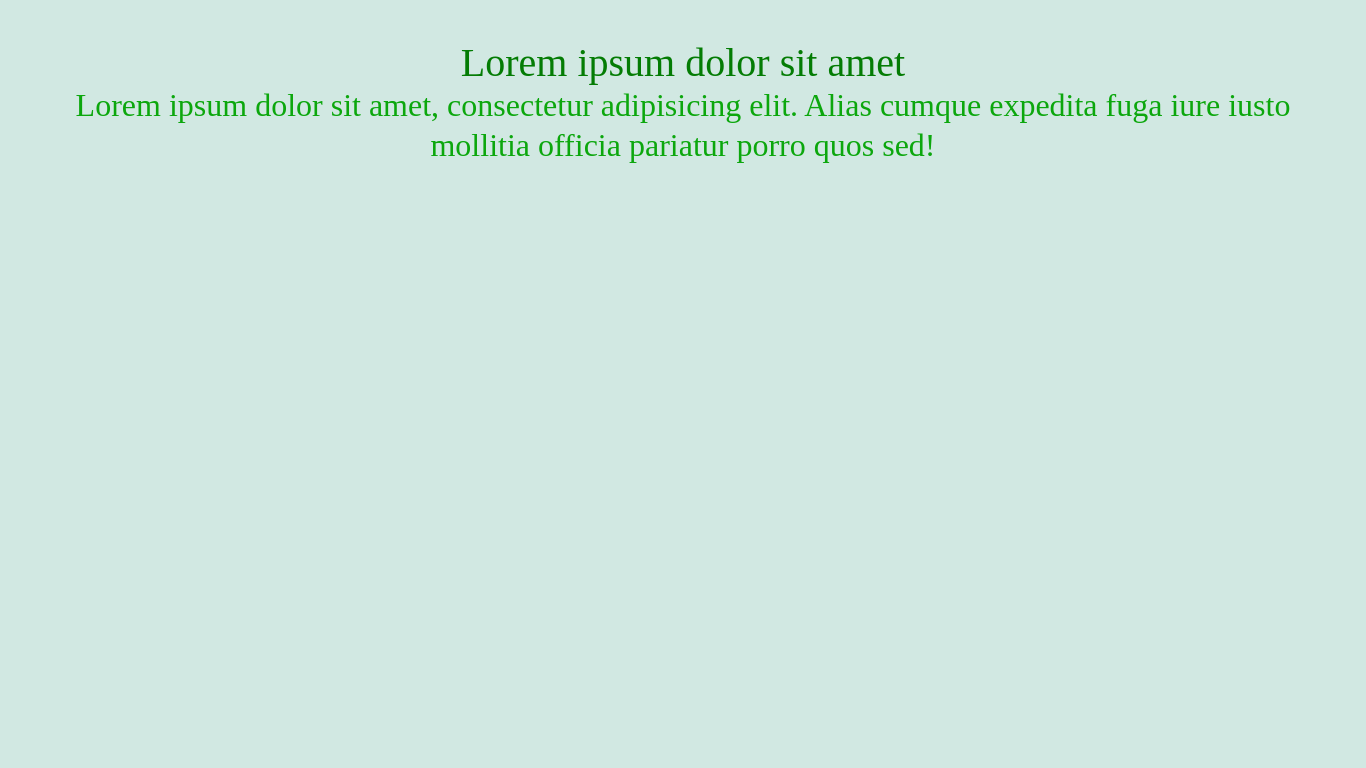 Lorem ipsum dolor sit amet
Lorem ipsum dolor sit amet, consectetur adipisicing elit. Alias cumque expedita fuga iure iusto
mollitia officia pariatur porro quos sed!